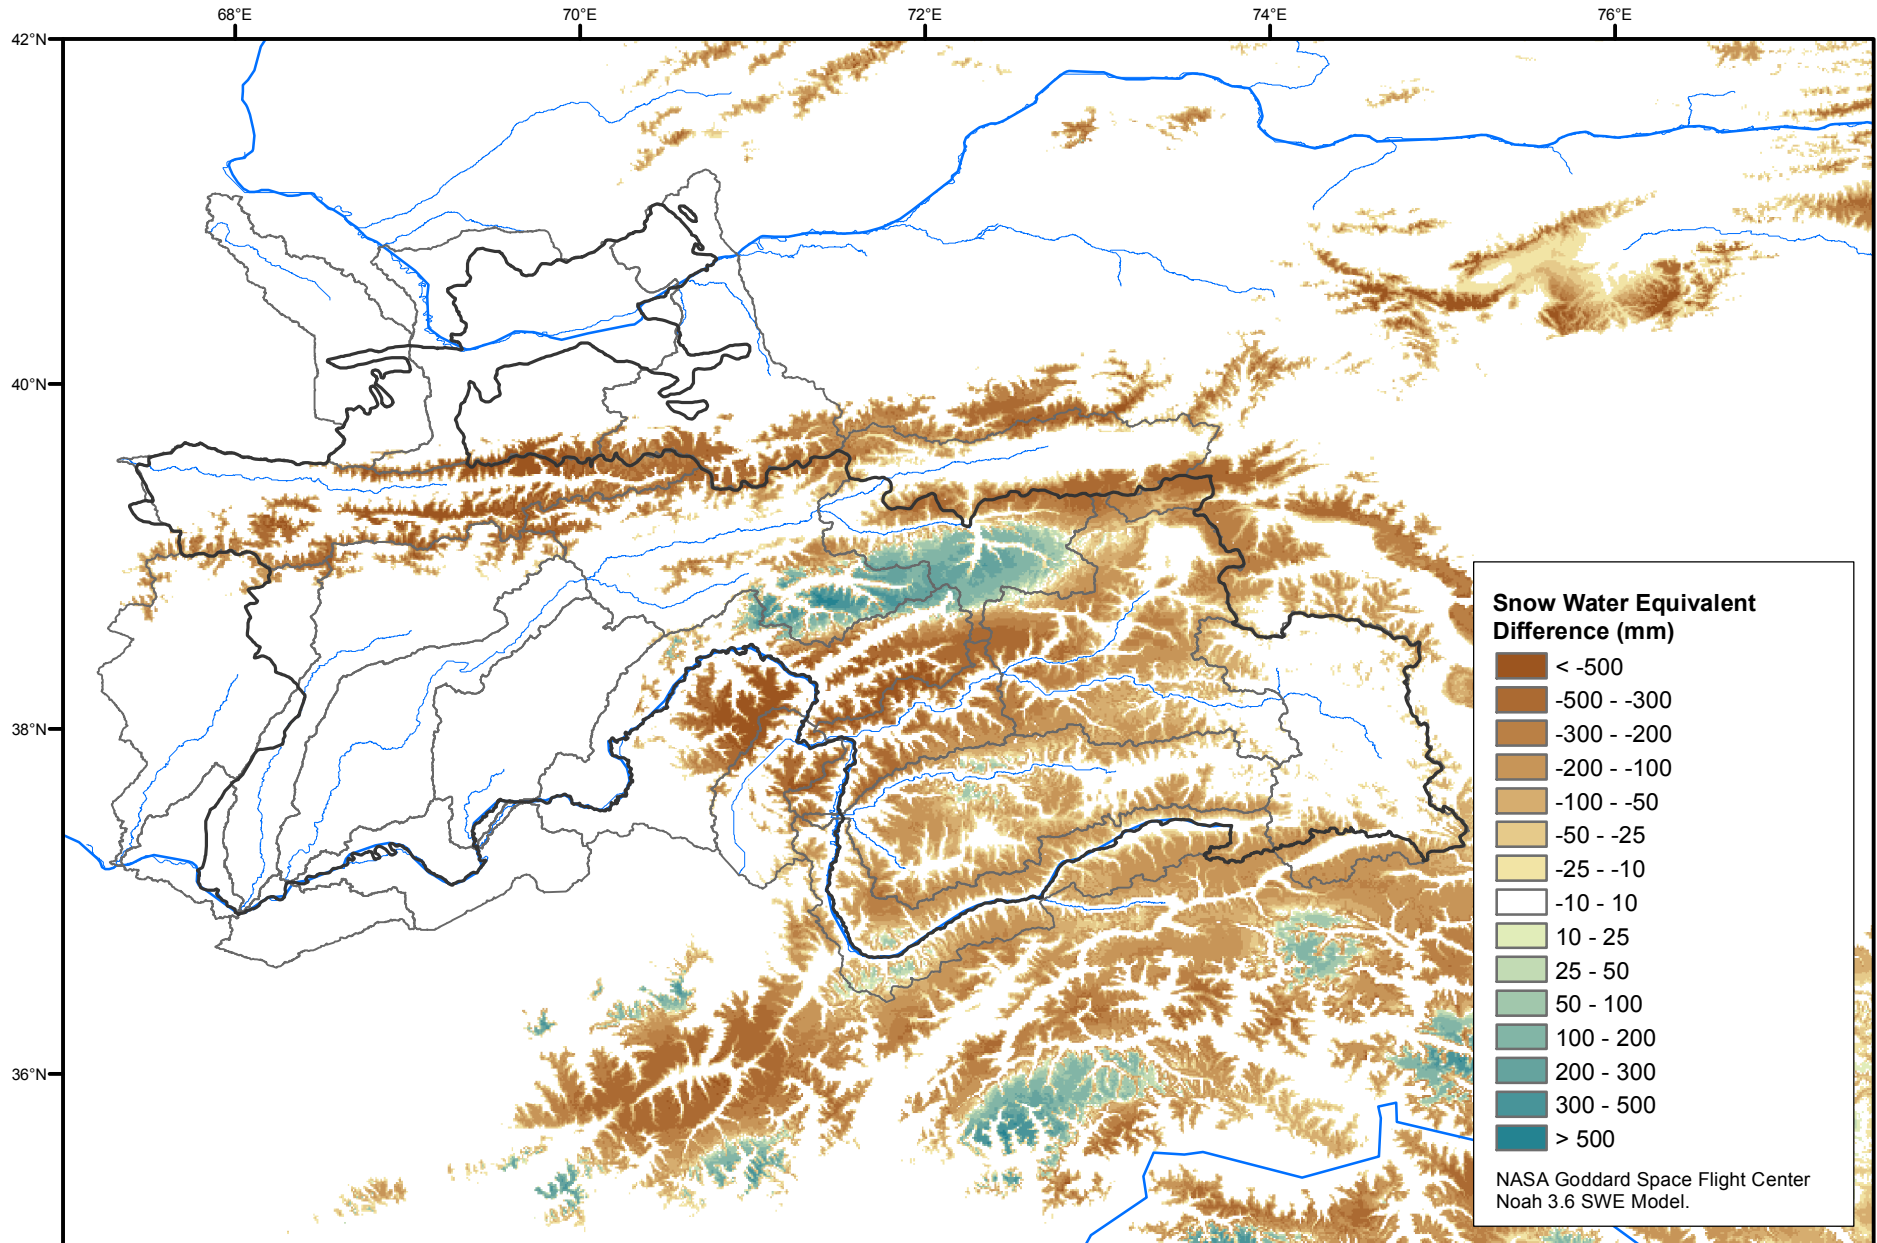 68°E 70°E 72°E 74°E 76°E
42°N
40°N
38°N
36°N
Snow Water Equivalent
Difference (mm)
< -500
-500 - -300
-300 - -200
-200 - -100
-100 - -50
-50 - -25
-25 - -10
-10 - 10
10 - 25
25 - 50
50 - 100
100 - 200
200 - 300
300 - 500
> 500
NASA Goddard Space Flight Center
Noah 3.6 SWE Model.